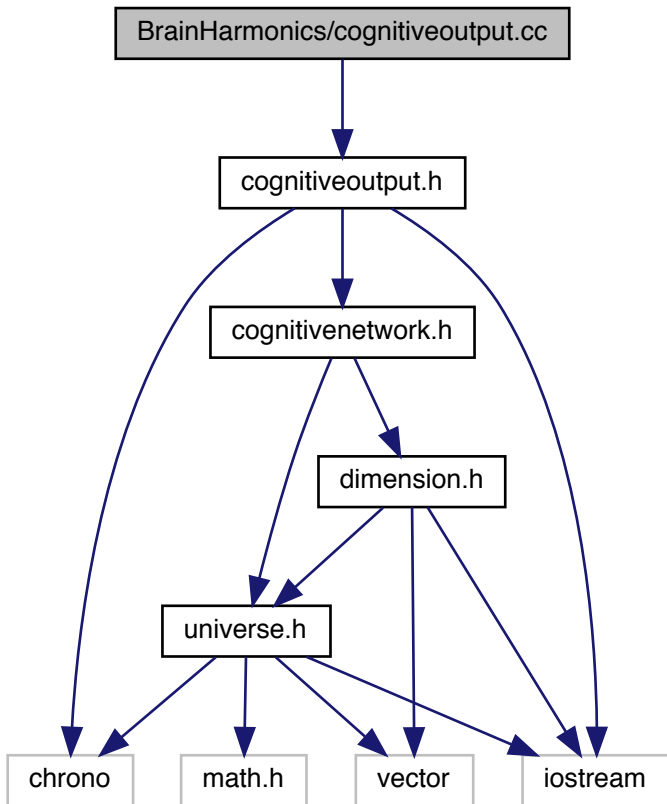 BrainHarmonics/cognitiveoutput.cc
cognitiveoutput.h
cognitivenetwork.h
dimension.h
universe.h
chrono
math.h
vector
iostream